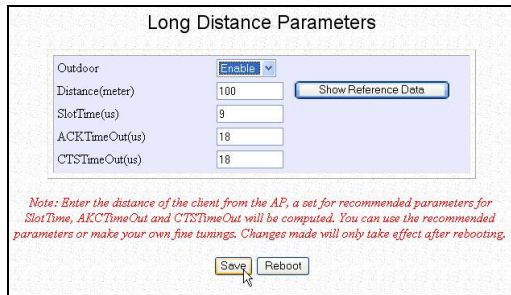 Long Distance Parameters
Outdoor Enable
Distance(meter) 100 Show Reference Data
SlotTime(us) 9
ACKTimeOut(us) 18
CTSTimeOut(us) 18
Note: Enter the distance of the client from the AP, a set for recommended parameters for
SlotTime, AKCTimeOut and CTSTimeOut will be computed. You can use the recommended
parameters or make your own fine tunings. Changes made will only take effect after rebooting.
Save Reboot